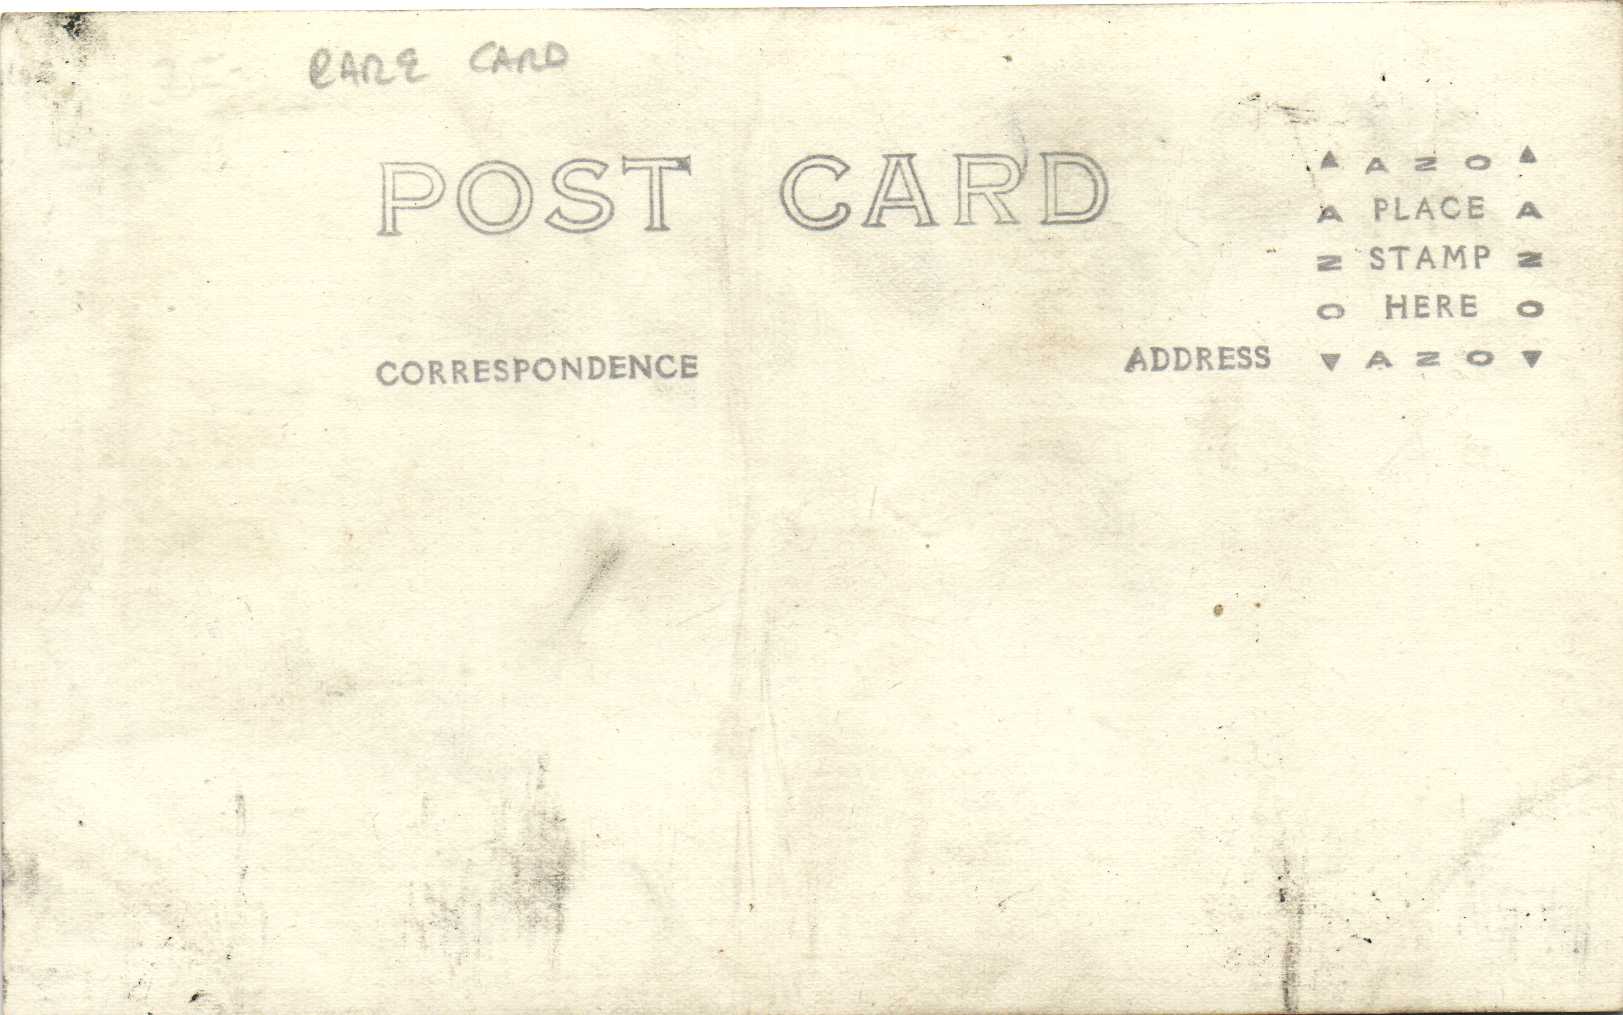 RARE CARD
POST CARD
CORRESPONDENCE
ADDRESS
AZO
A PLACE A
N STAMP N
O HERE O
AZO